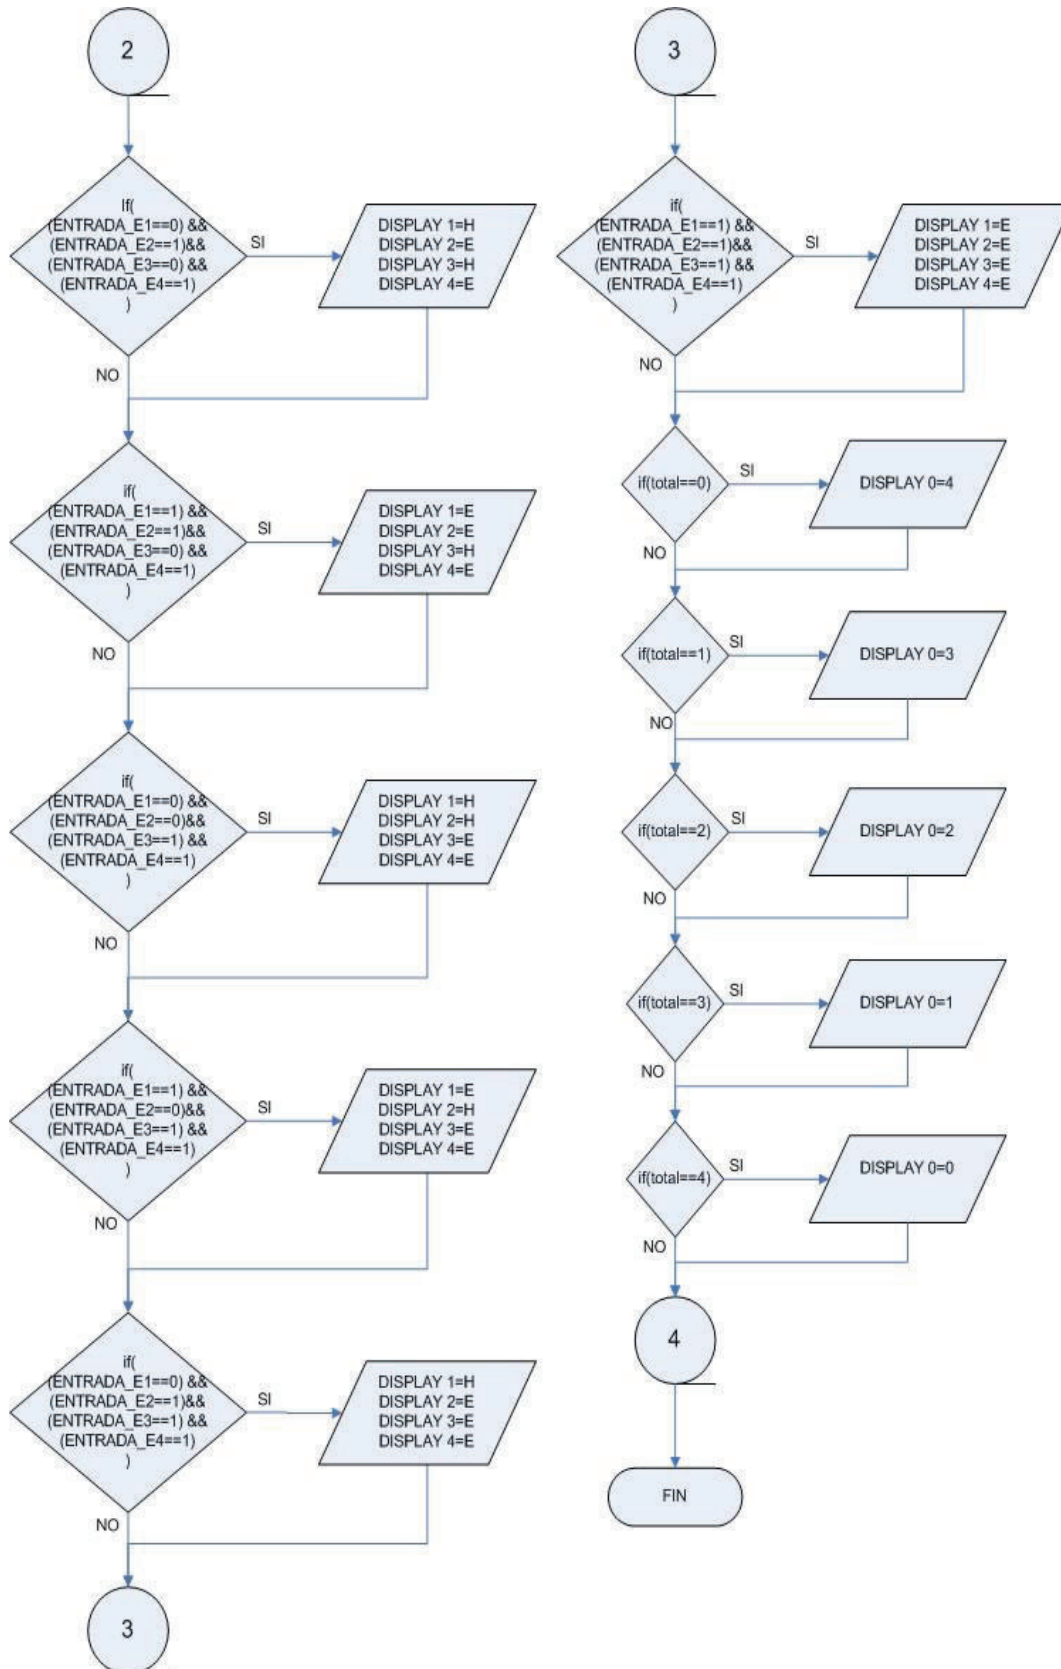 2
If(
(ENTRADA_E1==0) &&
(ENTRADA_E2==1)&&
(ENTRADA_E3==0) &&
(ENTRADA_E4==1)
)
SI
DISPLAY 1=H
DISPLAY 2=E
DISPLAY 3=H
DISPLAY 4=E
NO
if(
(ENTRADA_E1==1) &&
(ENTRADA_E2==1)&&
(ENTRADA_E3==0) &&
(ENTRADA_E4==1)
)
SI
DISPLAY 1=E
DISPLAY 2=E
DISPLAY 3=H
DISPLAY 4=E
NO
if(
(ENTRADA_E1==0) &&
(ENTRADA_E2==0)&&
(ENTRADA_E3==1) &&
(ENTRADA_E4==1)
)
SI
DISPLAY 1=H
DISPLAY 2=H
DISPLAY 3=E
DISPLAY 4=E
NO
if(
(ENTRADA_E1==1) &&
(ENTRADA_E2==0)&&
(ENTRADA_E3==1) &&
(ENTRADA_E4==1)
)
SI
DISPLAY 1=E
DISPLAY 2=H
DISPLAY 3=E
DISPLAY 4=E
NO
if(
(ENTRADA_E1==0) &&
(ENTRADA_E2==1)&&
(ENTRADA_E3==1) &&
(ENTRADA_E4==1)
)
SI
DISPLAY 1=H
DISPLAY 2=E
DISPLAY 3=E
DISPLAY 4=E
NO
3
3
if(
(ENTRADA_E1==1) &&
(ENTRADA_E2==1)&&
(ENTRADA_E3==1) &&
(ENTRADA_E4==1)
)
SI
DISPLAY 1=E
DISPLAY 2=E
DISPLAY 3=E
DISPLAY 4=E
NO
if(total==0)
SI
DISPLAY 0=4
NO
if(total==1)
SI
DISPLAY 0=3
NO
if(total==2)
SI
DISPLAY 0=2
NO
if(total==3)
SI
DISPLAY 0=1
NO
if(total==4)
SI
DISPLAY 0=0
NO
4
FIN